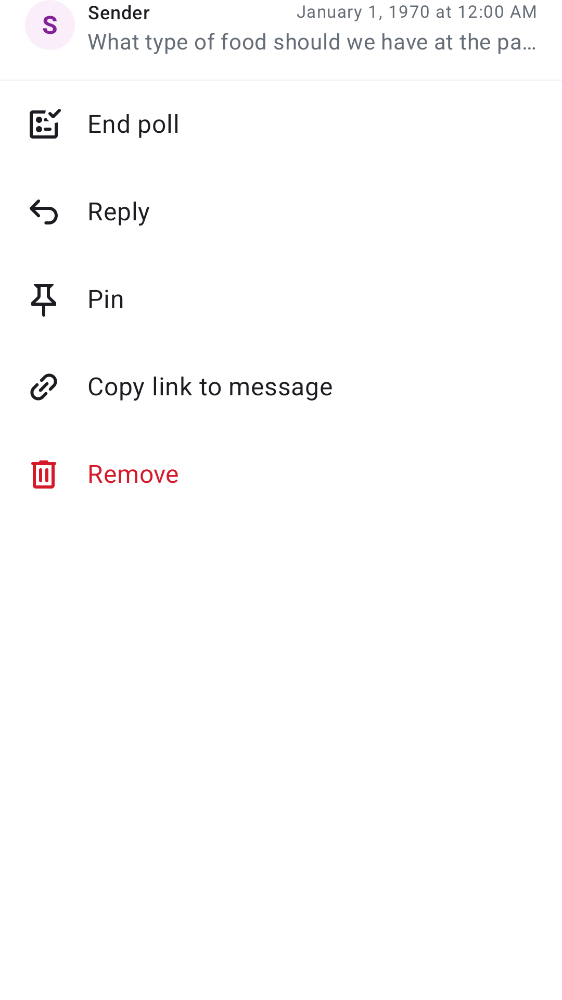 S
Sender
January 1, 1970 at 12:00 AM
What type of food should we have at the pa…
End poll
Reply
Pin
Copy link to message
Remove